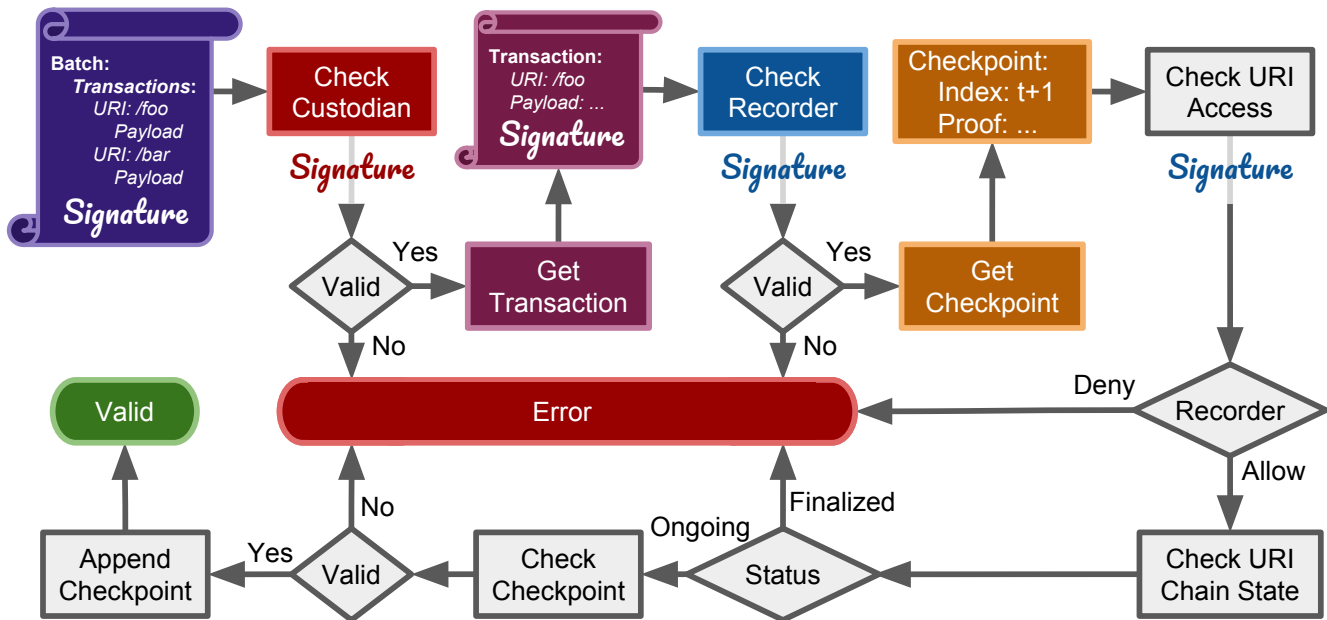 Batch:
Transactions:
URI: /foo
Payload
URI: /bar
Payload
Signature
Check
Custodian
Signature
Valid
Yes
No
Get
Transaction
Transaction:
URI: /foo
Payload: ...
Signature
Check
Recorder
Signature
Valid
Yes
No
Get
Checkpoint
Checkpoint:
Index: t+1
Proof: ...
Check URI
Access
Signature
Recorder
Deny
Allow
Error
Check URI
Chain State
Status
Finalized
Ongoing
Check
Checkpoint
Valid
No
Yes
Append
Checkpoint
Valid